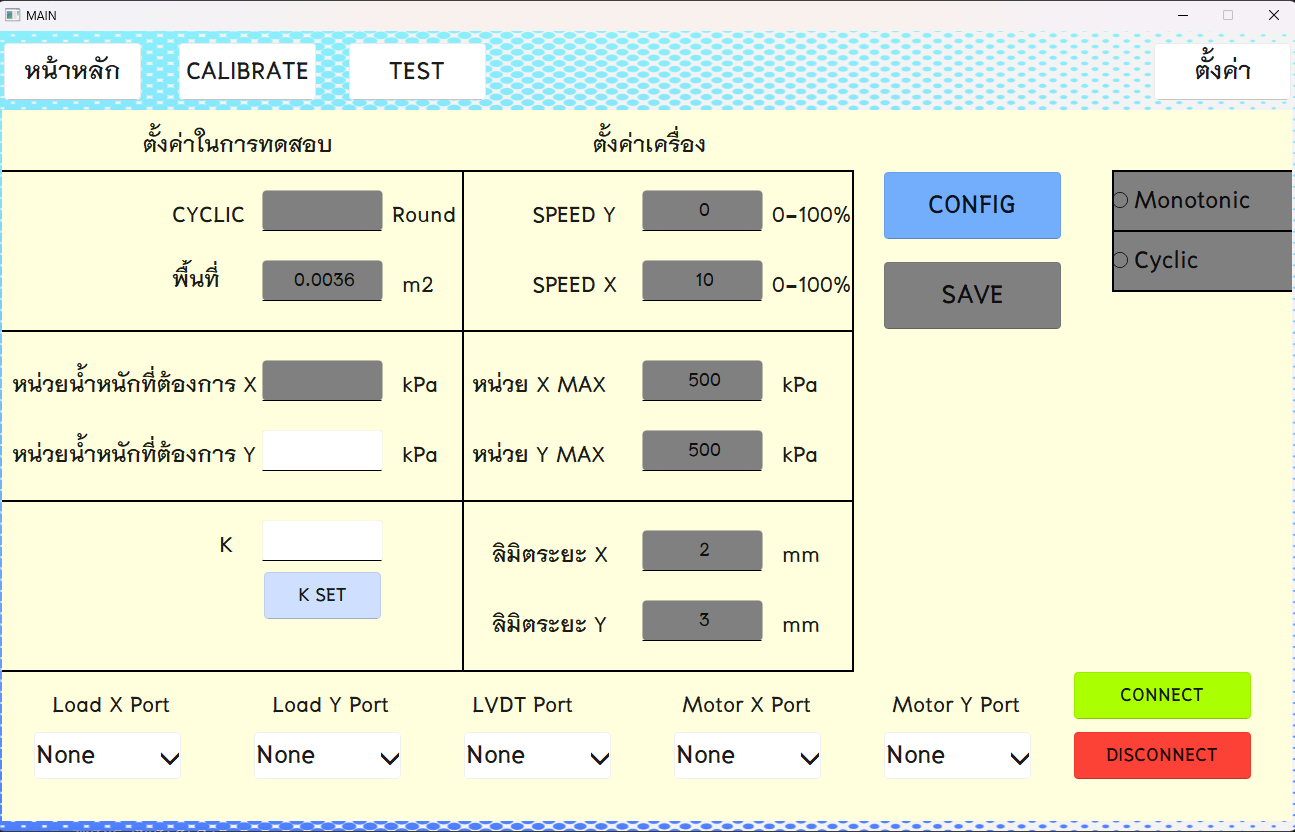 MAIN
หน้าหลัก CALIBRATE TEST ตั้งค่า
ตั้งค่าในการทดสอบ ตั้งค่าเครื่อง
CYCLIC Round SPEED Y 0 0-100% CONFIG Monotonic
พื้นที่ 0.0036 m2 SPEED X 10 0-100% SAVE Cyclic
หน่วยน้ำหนักที่ต้องการ X kPa หน่วย X MAX 500 kPa
หน่วยน้ำหนักที่ต้องการ Y kPa หน่วย Y MAX 500 kPa
K ลิมิตระยะ X 2 mm
K SET
ลิมิตระยะ Y 3 mm
Load X Port Load Y Port LVDT Port Motor X Port Motor Y Port CONNECT
None None None None None DISCONNECT